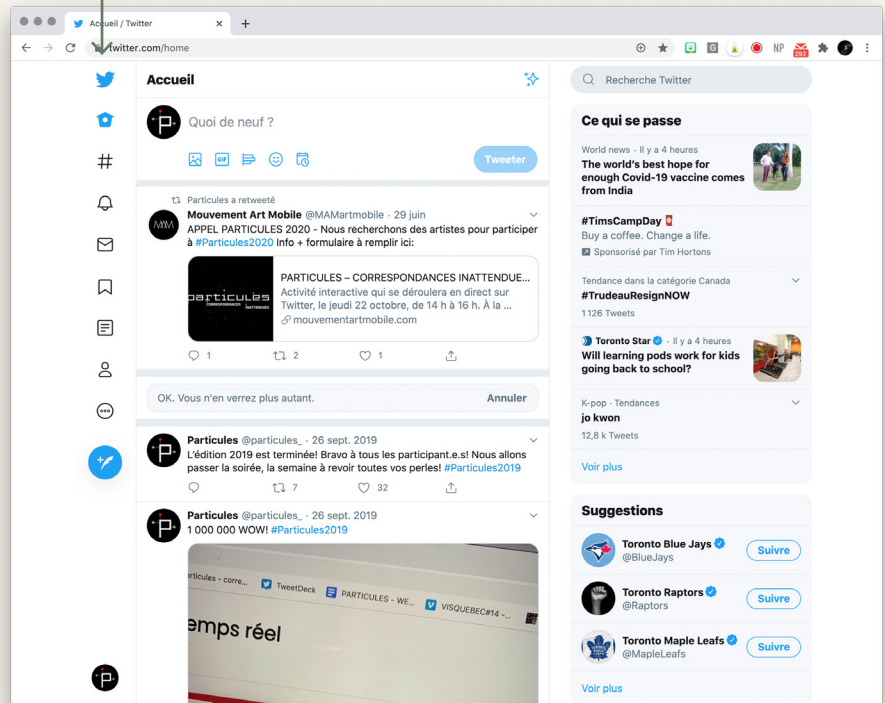 Accueil / Twitter
twitter.com/home
NP
292
Accueil
Quoi de neuf ?
GIF
Tweeter
Particules a retweeté
Mouvement Art Mobile @MAMartmobile · 29 juin
APPEL PARTICULES 2020 - Nous recherchons des artistes pour participer
à #Particules2020 Info + formulaire à remplir ici:
MAM
particules
CORRESPONDANCES
INATTENDUES
PARTICULES – CORRESPONDANCES INATTENDUE...
Activité interactive qui se déroulera en direct sur
Twitter, le jeudi 22 octobre, de 14 h à 16 h. À la ...
mouvementartmobile.com
1 2 1
OK. Vous n'en verrez plus autant. Annuler
Particules @particules_ · 26 sept. 2019
L'édition 2019 est terminée! Bravo à tous les participant.e.s! Nous allons
passer la soirée, la semaine à revoir toutes vos perles! #Particules2019
7 32
Particules @particules_ · 26 sept. 2019
1 000 000 WOW! #Particules2019
rticules - corre... TweetDeck PARTICULES - WE... VISQUEBEC#14 -...
emps réel
Recherche Twitter
Ce qui se passe
World news · Il y a 4 heures
The world's best hope for
enough Covid-19 vaccine comes
from India
#TimsCampDay
Buy a coffee. Change a life.
Sponsorisé par Tim Hortons
Tendance dans la catégorie Canada
#TrudeauResignNOW
1 126 Tweets
Toronto Star · Il y a 4 heures
Will learning pods work for kids
going back to school?
K-pop · Tendances
jo kwon
12,8 k Tweets
Voir plus
Suggestions
Toronto Blue Jays
@BlueJays
Suivre
Toronto Raptors
@Raptors
Suivre
Toronto Maple Leafs
@MapleLeafs
Suivre
Voir plus